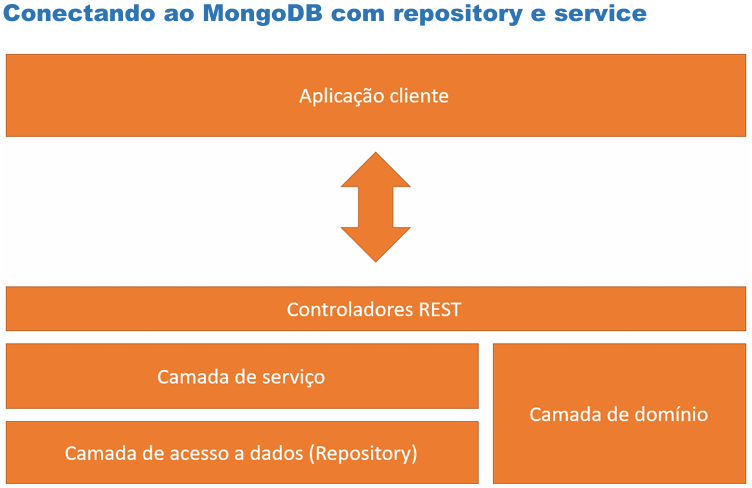 Conectando ao MongoDB com repository e service
Aplicação cliente
Controladores REST
Camada de serviço
Camada de domínio
Camada de acesso a dados (Repository)